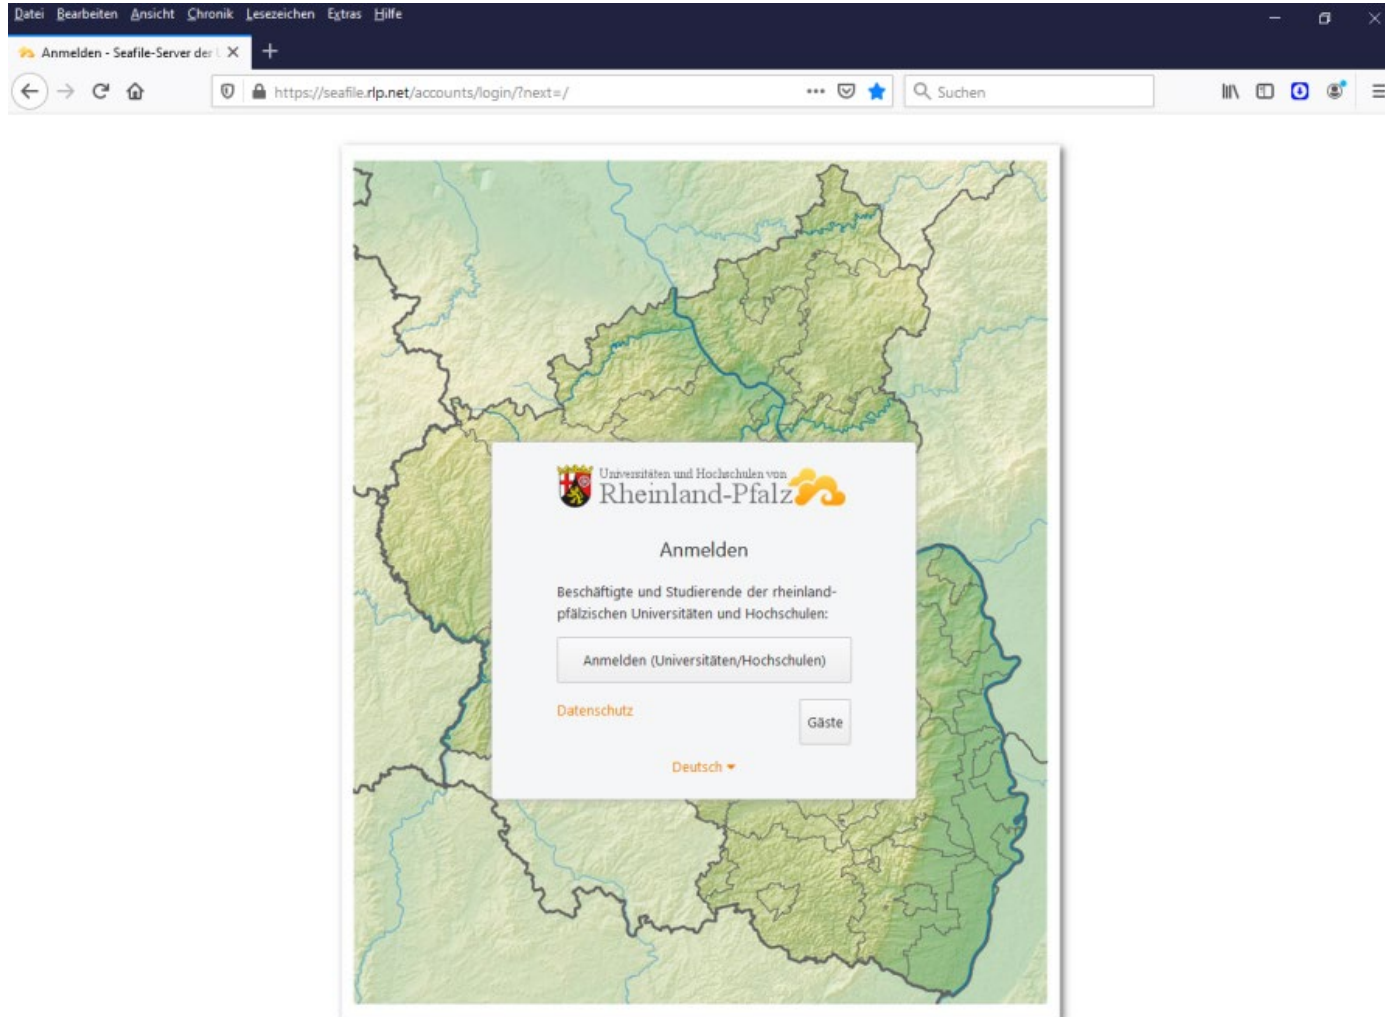 Datei Bearbeiten Ansicht Chronik Lesezeichen Extras Hilfe
Anmelden - Seafile-Server der
https://seafile.rlp.net/accounts/login/?next=/
Suchen
Universitäten und Hochschulen von
Rheinland-Pfalz
Anmelden
Beschäftigte und Studierende der rheinland-
pfälzischen Universitäten und Hochschulen:
Anmelden (Universitäten/Hochschulen)
Datenschutz
Gäste
Deutsch